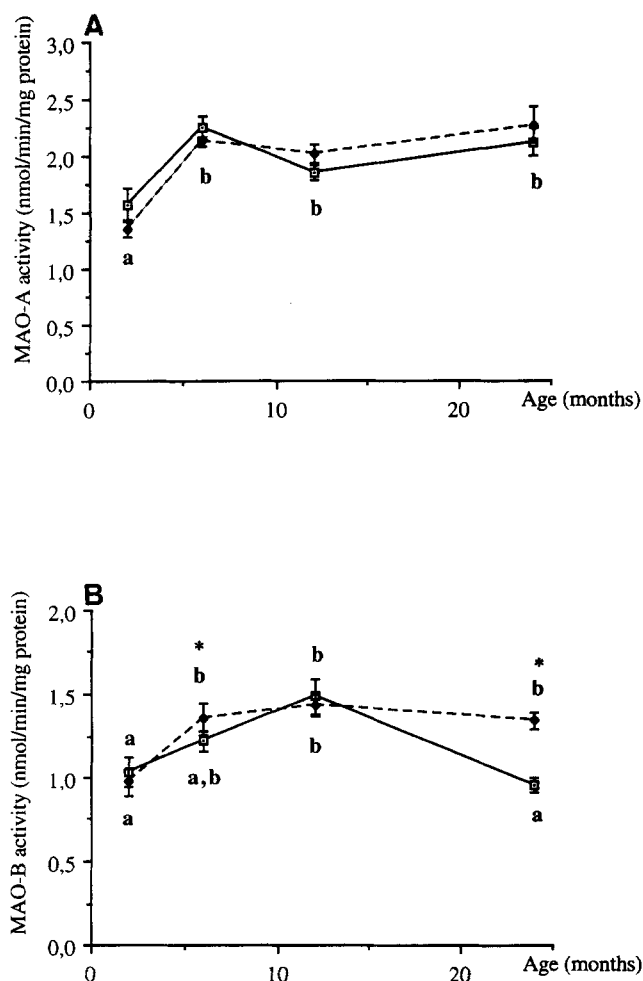 A
MAO-A activity (nmol/min/mg protein)
3,0
2,5
2,0
1,5
1,0
0,5
0,0
a
b
b
b
0
10
20
Age (months)
B
MAO-B activity (nmol/min/mg protein)
2,0
1,5
1,0
0,5
0,0
*
b
b
*
b
a
a
a,b
b
a
0
10
20
Age (months)